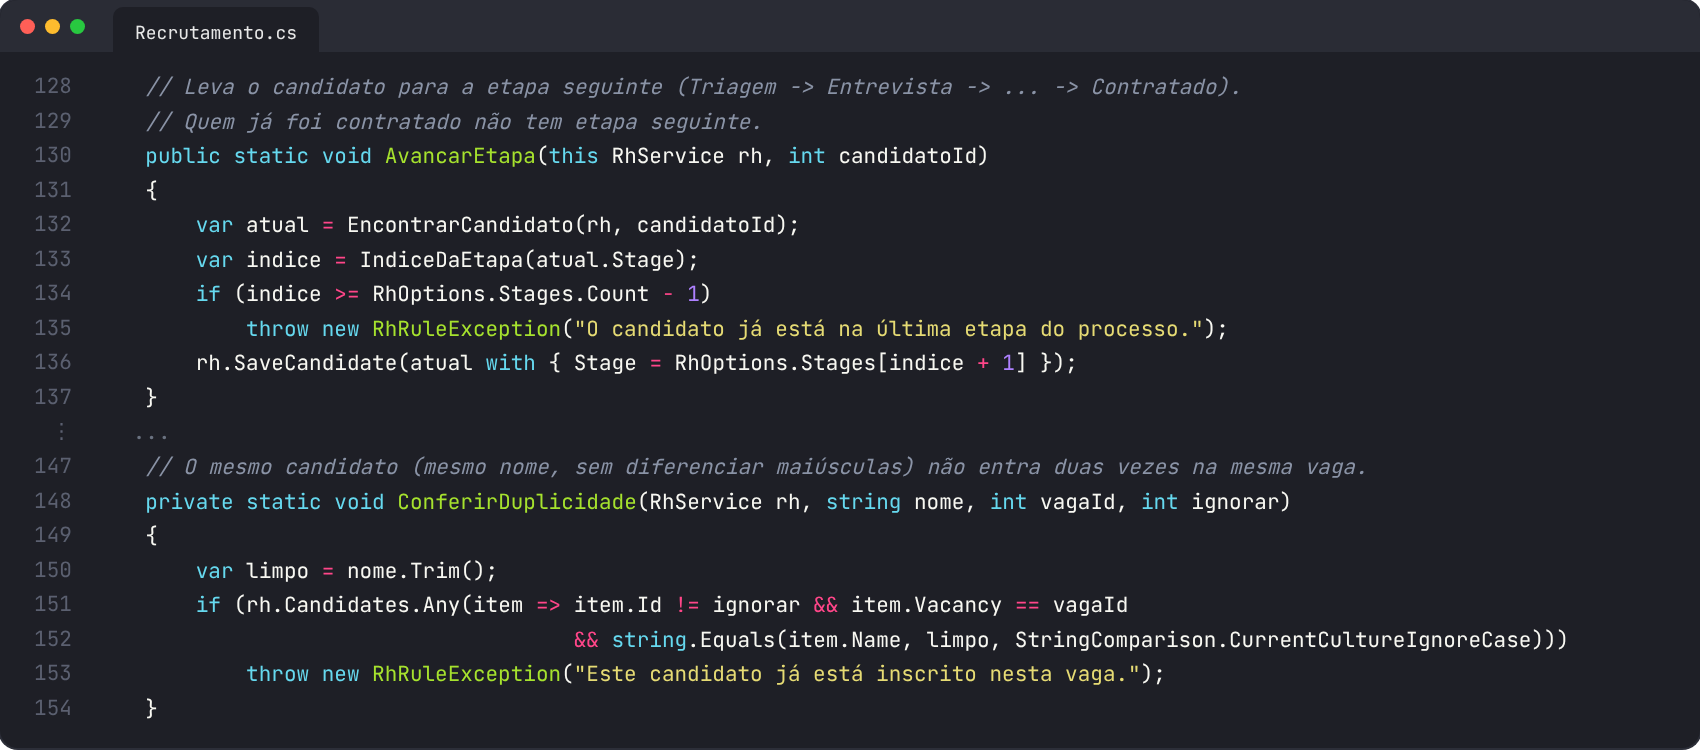 Recrutamento.cs
128 // Leva o candidato para a etapa seguinte (Triagem -> Entrevista -> ... -> Contratado).
129 // Quem já foi contratado não tem etapa seguinte.
130 public static void AvancarEtapa(this RhService rh, int candidatoId)
131 {
132     var atual = EncontrarCandidato(rh, candidatoId);
133     var indice = IndiceDaEtapa(atual.Stage);
134     if (indice >= RhOptions.Stages.Count - 1)
135         throw new RhRuleException("O candidato já está na última etapa do processo.");
136     rh.SaveCandidate(atual with { Stage = RhOptions.Stages[indice + 1] });
137 }
⋮ ...
147 // O mesmo candidato (mesmo nome, sem diferenciar maiúsculas) não entra duas vezes na mesma vaga.
148 private static void ConferirDuplicidade(RhService rh, string nome, int vagaId, int ignorar)
149 {
150     var limpo = nome.Trim();
151     if (rh.Candidates.Any(item => item.Id != ignorar && item.Vacancy == vagaId
152                                   && string.Equals(item.Name, limpo, StringComparison.CurrentCultureIgnoreCase)))
153         throw new RhRuleException("Este candidato já está inscrito nesta vaga.");
154 }